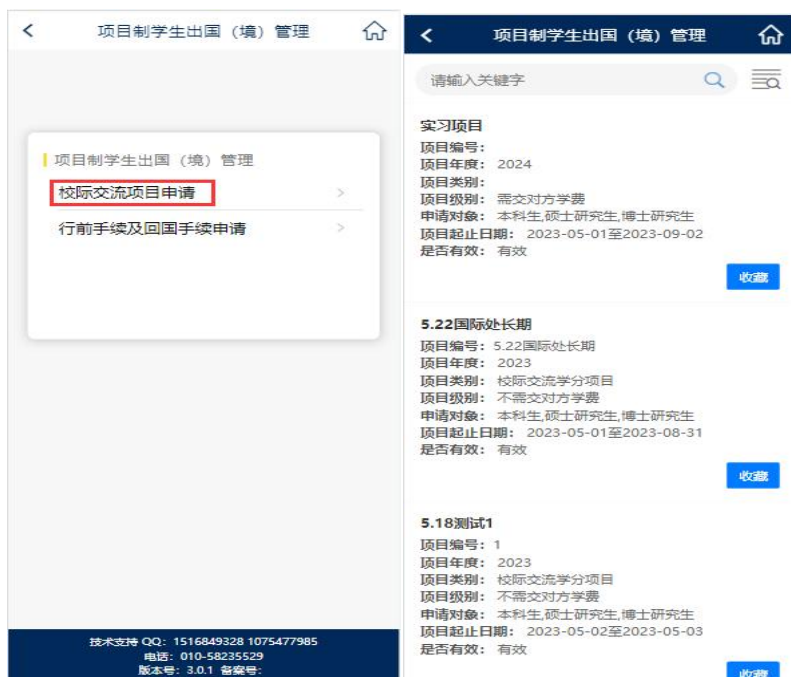 项目制学生出国（境）管理
项目制学生出国（境）管理
校际交流项目申请
行前手续及回国手续申请
技术支持 QQ：1516849328 1075477985
电话：010-58235529
版本号：3.0.1 备案号：
项目制学生出国（境）管理
请输入关键字
实习项目
项目编号：
项目年度：2024
项目类别：
项目级别：需交对方学费
申请对象：本科生,硕士研究生,博士研究生
项目起止日期：2023-05-01至2023-09-02
是否有效：有效
收藏
5.22国际处长期
项目编号：5.22国际处长期
项目年度：2023
项目类别：校际交流学分项目
项目级别：不需交对方学费
申请对象：本科生,硕士研究生,博士研究生
项目起止日期：2023-05-01至2023-08-31
是否有效：有效
收藏
5.18测试1
项目编号：1
项目年度：2023
项目类别：校际交流学分项目
项目级别：不需交对方学费
申请对象：本科生,硕士研究生,博士研究生
项目起止日期：2023-05-02至2023-05-03
是否有效：有效
收藏